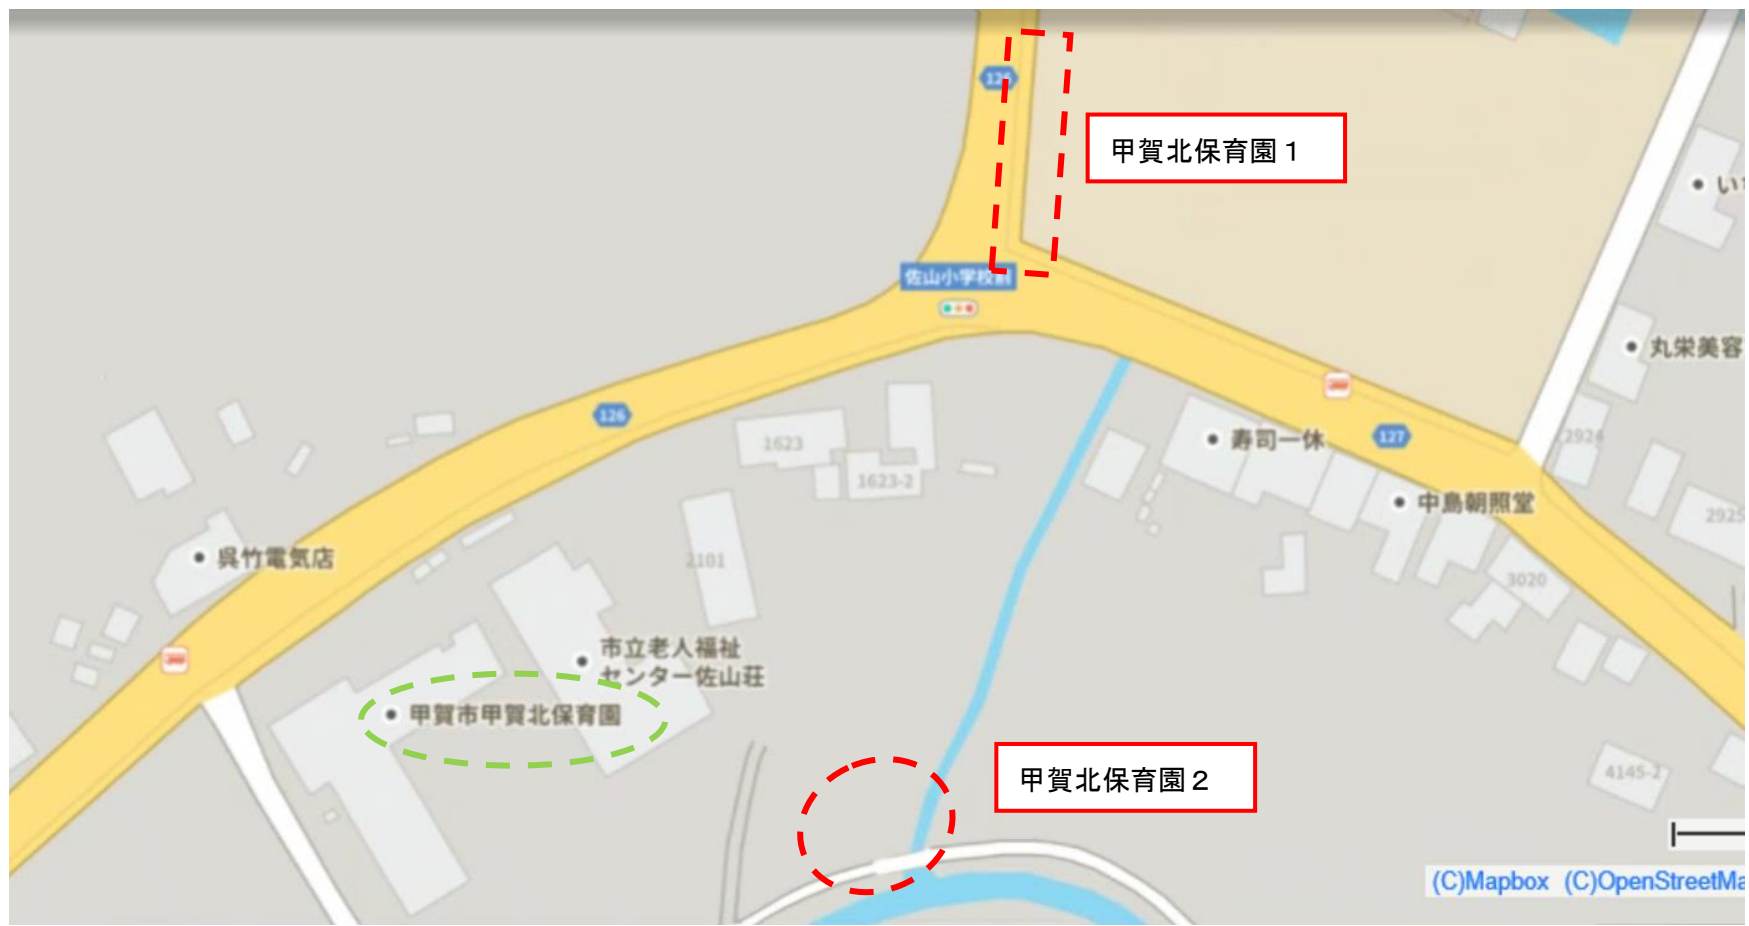 126
甲賀北保育園1
佐山小学校前
丸栄美容
126
127
寿司一休
2924
1623
1623-2
中島朝照堂
2925
呉竹電気店
2101
3020
市立老人福祉
センター佐山荘
甲賀市甲賀北保育園
甲賀北保育園2
4145-2
(C)Mapbox (C)OpenStreetMa